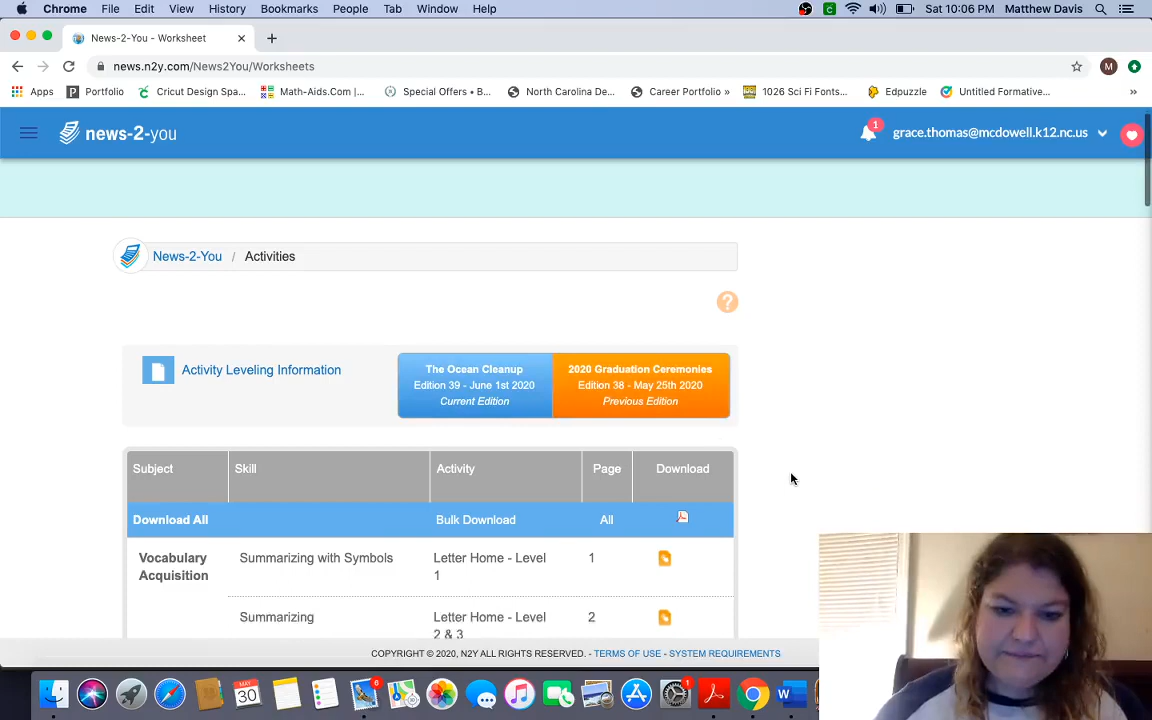 Chrome File Edit View History Bookmarks People Tab Window Help Sat 10:06 PM Matthew Davis
News-2-You - Worksheet
news.n2y.com/News2You/Worksheets M
Apps Portfolio Cricut Design Spa... Math-Aids.Com |... Special Offers • B... North Carolina De... Career Portfolio » 1026 Sci Fi Fonts... Edpuzzle Untitled Formative... »
news-2-you 1 grace.thomas@mcdowell.k12.nc.us
News-2-You / Activities
?
Activity Leveling Information
The Ocean Cleanup
Edition 39 - June 1st 2020
Current Edition
2020 Graduation Ceremonies
Edition 38 - May 25th 2020
Previous Edition
Subject Skill Activity Page Download
Download All Bulk Download All
Vocabulary Acquisition Summarizing with Symbols Letter Home - Level 1 1
Summarizing Letter Home - Level 2 & 3 2
COPYRIGHT © 2020, N2Y ALL RIGHTS RESERVED. - TERMS OF USE - SYSTEM REQUIREMENTS
30 6 1